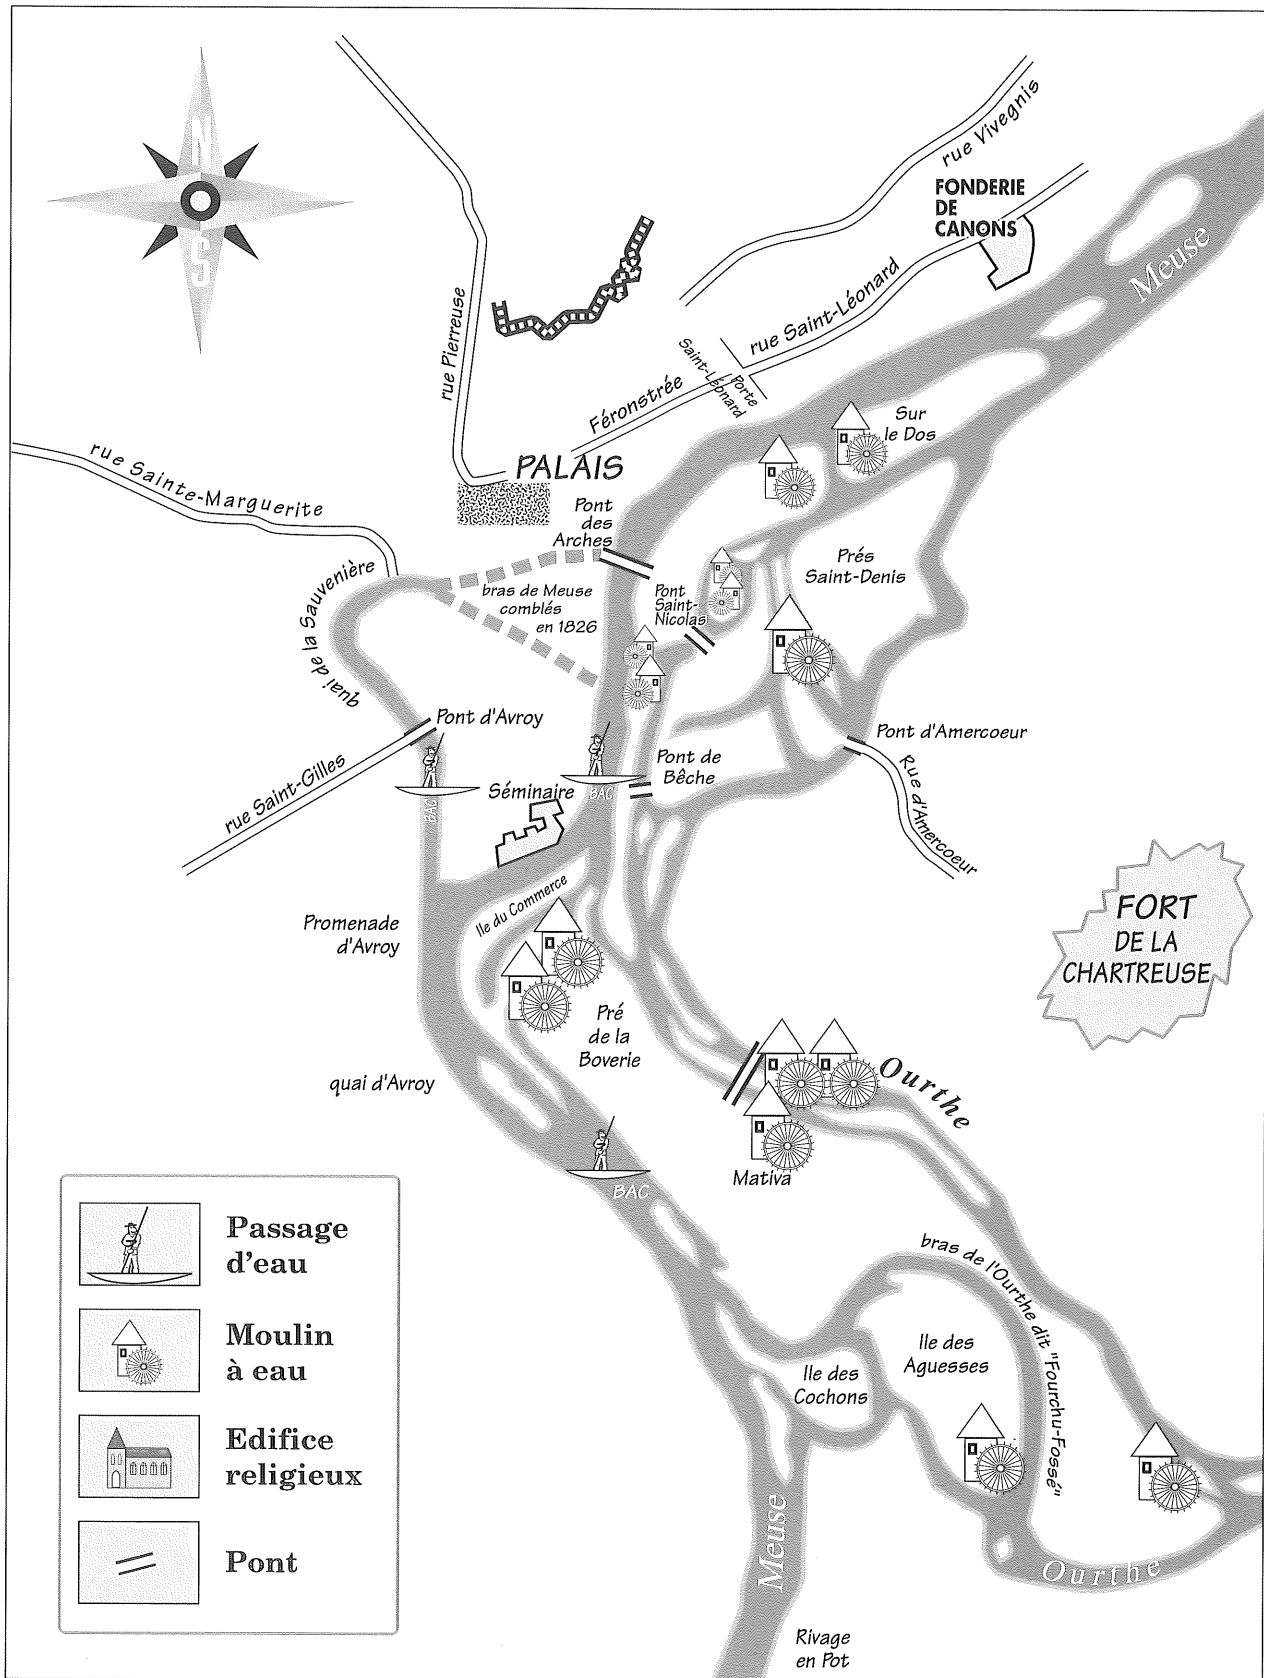 N
S
rue Vivegnis
FONDERIE
DE
CANONS
Meuse
rue Pierreuse
rue Saint-Léonard
Porte
Saint-Léonard
Féronstrée
Sur
le Dos
PALAIS
rue Sainte-Marguerite
Pont
des
Arches
Prés
Saint-Denis
bras de Meuse
comblés
en 1826
Pont
Saint-
Nicolas
quai de la Sauvenière
Pont d'Avroy
Pont d'Amercoeur
rue Saint-Gilles
BAC
Séminaire
BAC
Pont de
Bêche
Rue d'Amercoeur
Ile du Commerce
FORT
DE LA
CHARTREUSE
Promenade
d'Avroy
Pré
de la
Boverie
quai d'Avroy
Ourthe
Mativa
BAC
bras de l'Ourthe dit "Fourchu-Fossé"
Ile des
Aguesses
Ile des
Cochons
Meuse
Ourthe
Rivage
en Pot
Passage
d'eau
Moulin
à eau
Edifice
religieux
Pont